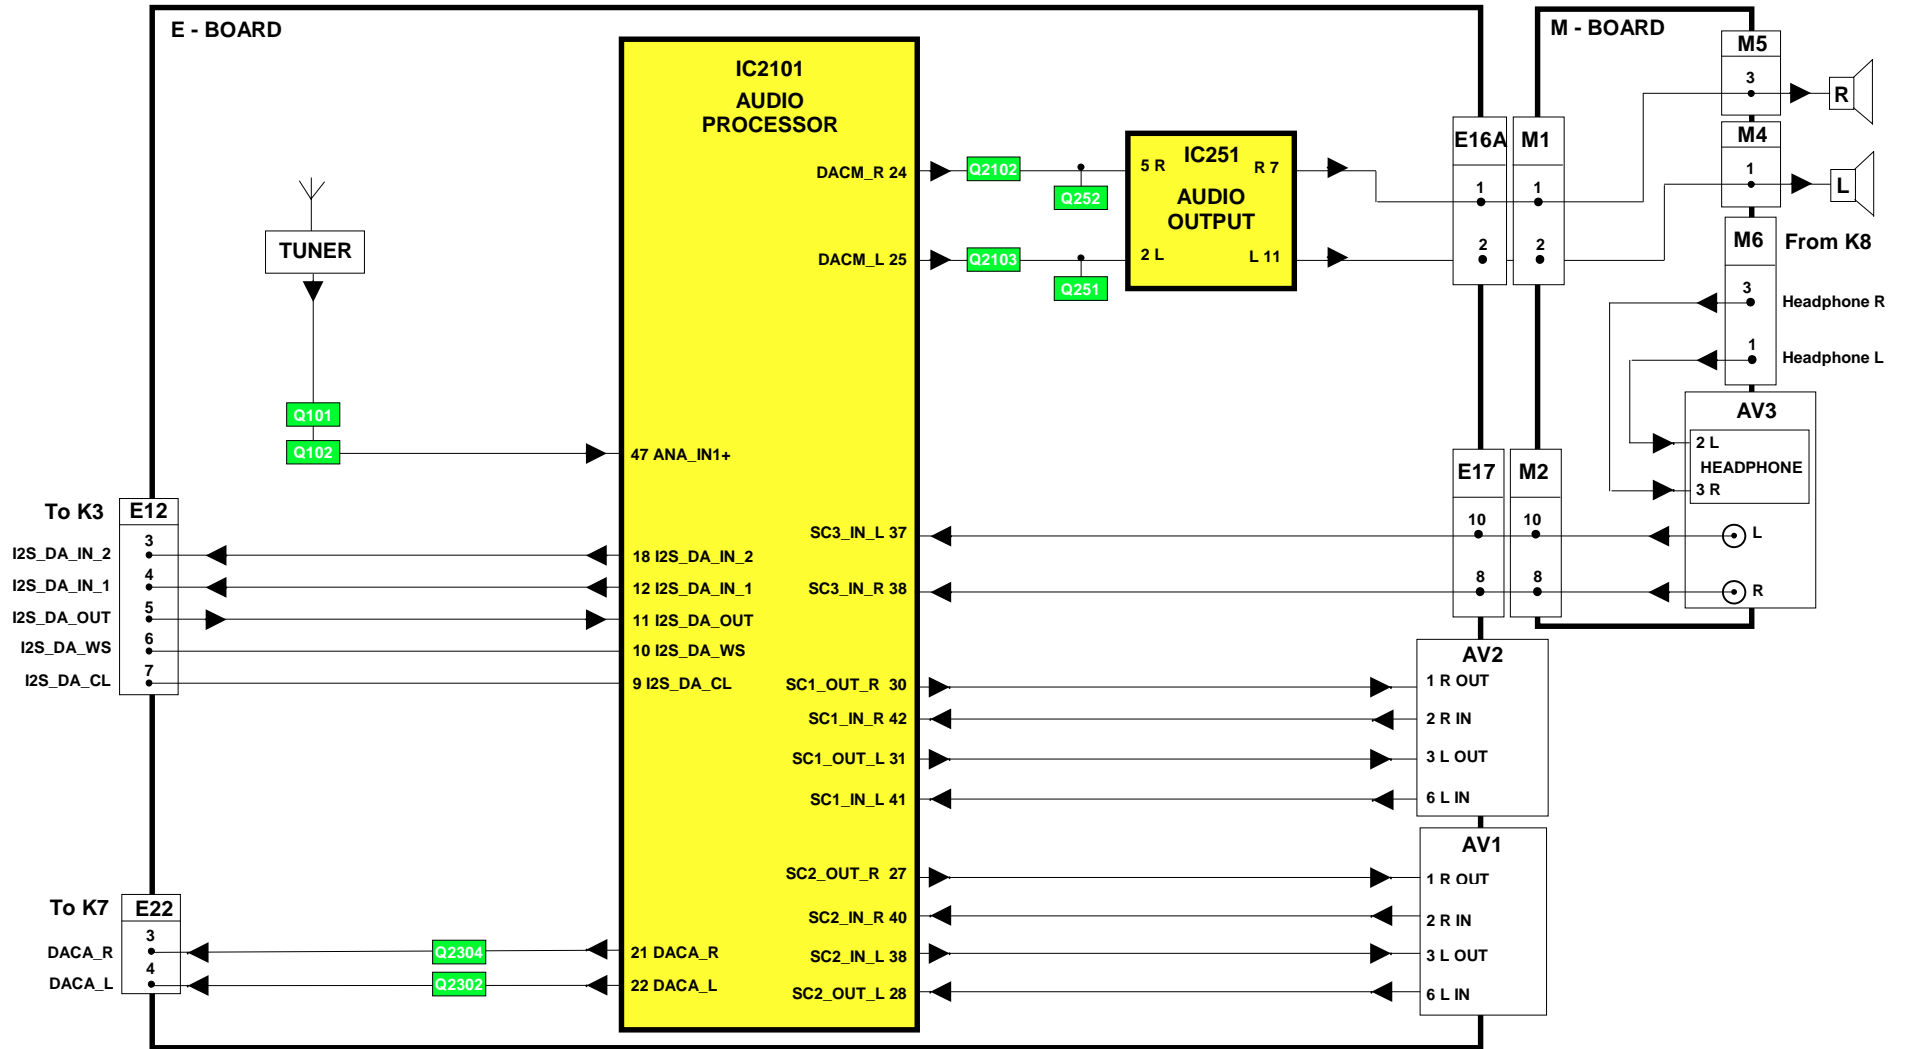 E - BOARD
M - BOARD
IC2101
AUDIO
PROCESSOR
DACM_R 24
DACM_L 25
Q2102
Q252
Q2103
Q251
IC251
AUDIO
OUTPUT
5 R
R 7
2 L
L 11
E16A
1
2
M1
1
2
M5
3
R
M4
1
L
M6
From K8
3
Headphone R
1
Headphone L
AV3
2 L
HEADPHONE
3 R
L
R
TUNER
Q101
Q102
47 ANA_IN1+
E17
10
8
M2
10
8
SC3_IN_L 37
SC3_IN_R 38
To K3
E12
I2S_DA_IN_2
3
I2S_DA_IN_1
4
I2S_DA_OUT
5
I2S_DA_WS
6
I2S_DA_CL
7
18 I2S_DA_IN_2
12 I2S_DA_IN_1
11 I2S_DA_OUT
10 I2S_DA_WS
9 I2S_DA_CL
SC1_OUT_R 30
SC1_IN_R 42
SC1_OUT_L 31
SC1_IN_L 41
AV2
1 R OUT
2 R IN
3 L OUT
6 L IN
SC2_OUT_R 27
SC2_IN_R 40
SC2_IN_L 38
SC2_OUT_L 28
AV1
1 R OUT
2 R IN
3 L OUT
6 L IN
To K7
E22
DACA_R
3
DACA_L
4
Q2304
Q2302
21 DACA_R
22 DACA_L